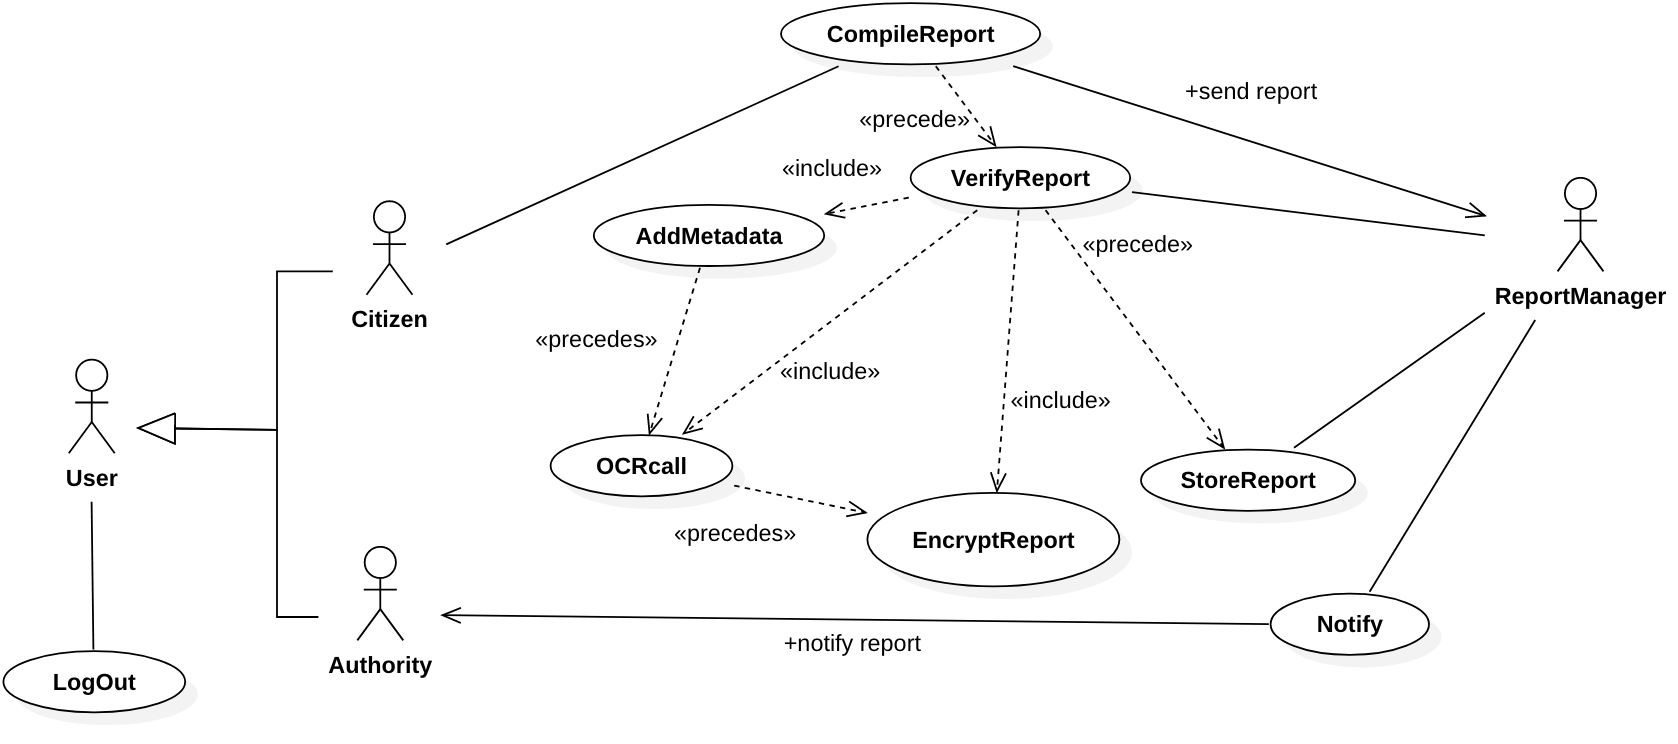 CompileReport
+send report
«precede»
«include»
VerifyReport
AddMetadata
«precede»
ReportManager
Citizen
«precedes»
«include»
«include»
User
OCRcall
StoreReport
«precedes»
EncryptReport
Notify
+notify report
Authority
LogOut